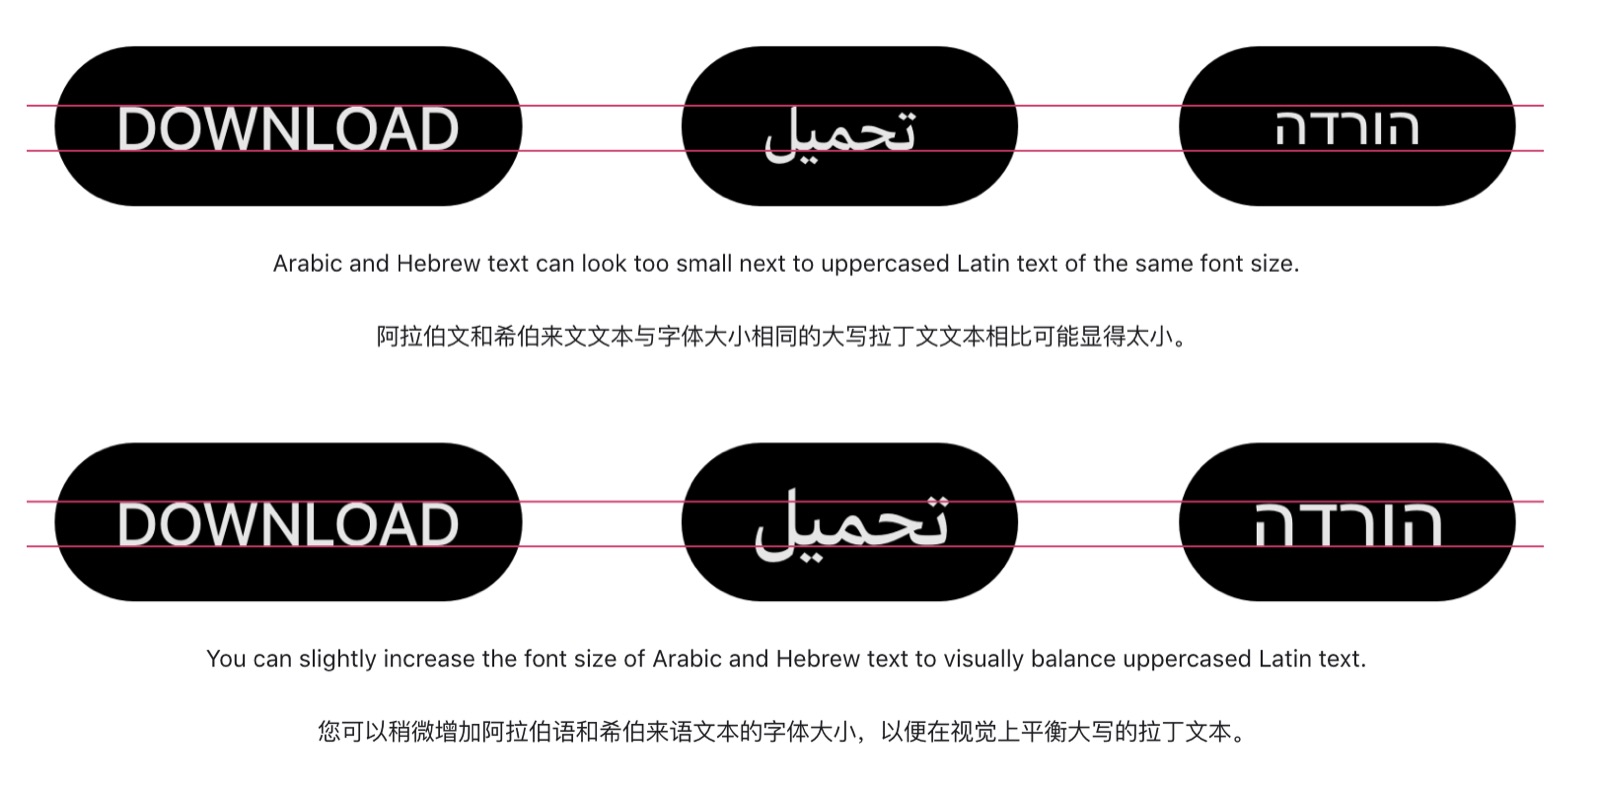 DOWNLOAD
تحميل
הורדה
Arabic and Hebrew text can look too small next to uppercased Latin text of the same font size.
阿拉伯文和希伯来文文本与字体大小相同的大写拉丁文文本相比可能显得太小。
DOWNLOAD
تحميل
הורדה
You can slightly increase the font size of Arabic and Hebrew text to visually balance uppercased Latin text.
您可以稍微增加阿拉伯语和希伯来语文本的字体大小，以便在视觉上平衡大写的拉丁文本。